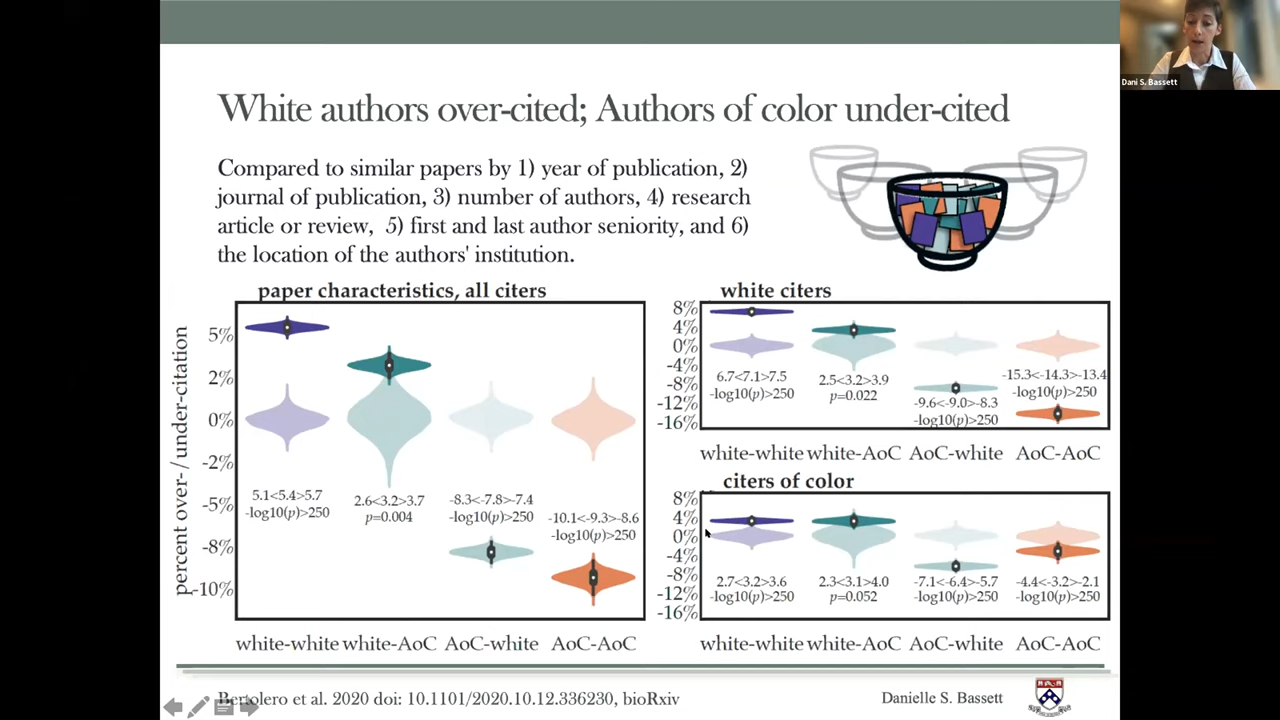 Dani S. Bassett
White authors over-cited; Authors of color under-cited
Compared to similar papers by 1) year of publication, 2)
journal of publication, 3) number of authors, 4) research
article or review, 5) first and last author seniority, and 6)
the location of the authors' institution.
paper characteristics, all citers
percent over- / under-citation
5%
2%
0%
-2%
-5%
-8%
-10%
5.1<5.4>5.7
-log10(p)>250
2.6<3.2>3.7
p=0.004
-8.3<-7.8>-7.4
-log10(p)>250
-10.1<-9.3>-8.6
-log10(p)>250
white-white white-AoC AoC-white AoC-AoC
white citers
8%
4%
0%
-4%
-8%
-12%
-16%
6.7<7.1>7.5
-log10(p)>250
2.5<3.2>3.9
p=0.022
-9.6<-9.0>-8.3
-log10(p)>250
-15.3<-14.3>-13.4
-log10(p)>250
white-white white-AoC AoC-white AoC-AoC
citers of color
8%
4%
0%
-4%
-8%
-12%
-16%
2.7<3.2>3.6
-log10(p)>250
2.3<3.1>4.0
p=0.052
-7.1<-6.4>-5.7
-log10(p)>250
-4.4<-3.2>-2.1
-log10(p)>250
white-white white-AoC AoC-white AoC-AoC
Bertolero et al. 2020 doi: 10.1101/2020.10.12.336230, bioRxiv
Danielle S. Bassett